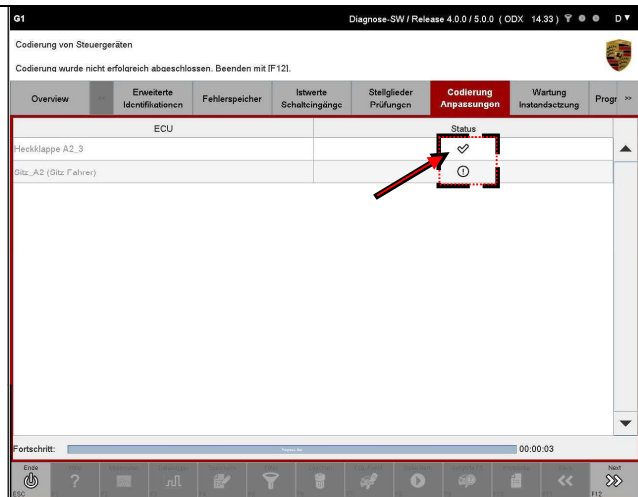 G1 Diagnose-SW / Release 4.0.0 / 5.0.0 ( ODX 14.33 ) D
Codierung von Steuergeräten
Codierung wurde nicht erfolgreich abgeschlossen. Beenden mit [F12].
Overview Erweiterte Identifikationen Fehlerspeicher Istwerte Schalteingänge Stellglieder Prüfungen Codierung Anpassungen Wartung Instandsetzung Progr >>
ECU Status
Heckklappe A2_3
Sitz_A2 (Sitz Fahrer)
Fortschritt: 00:00:03
Ende Next
ESC F12